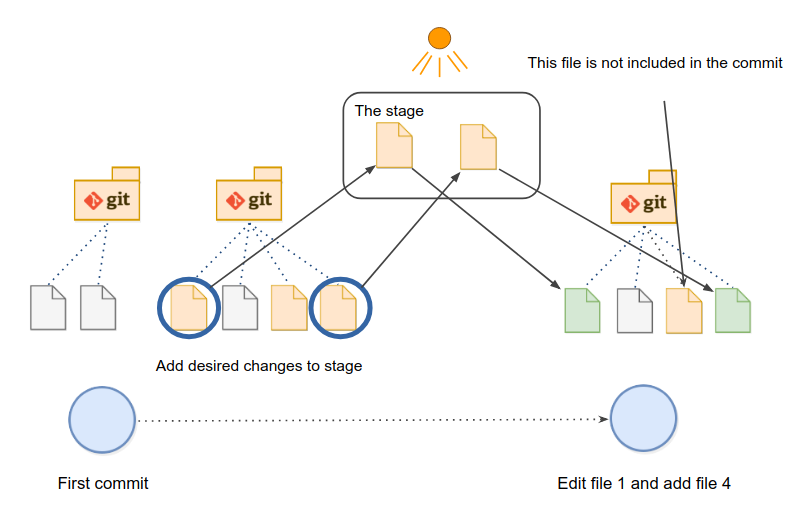 This file is not included in the commit
The stage
git
git
git
Add desired changes to stage
First commit
Edit file 1 and add file 4